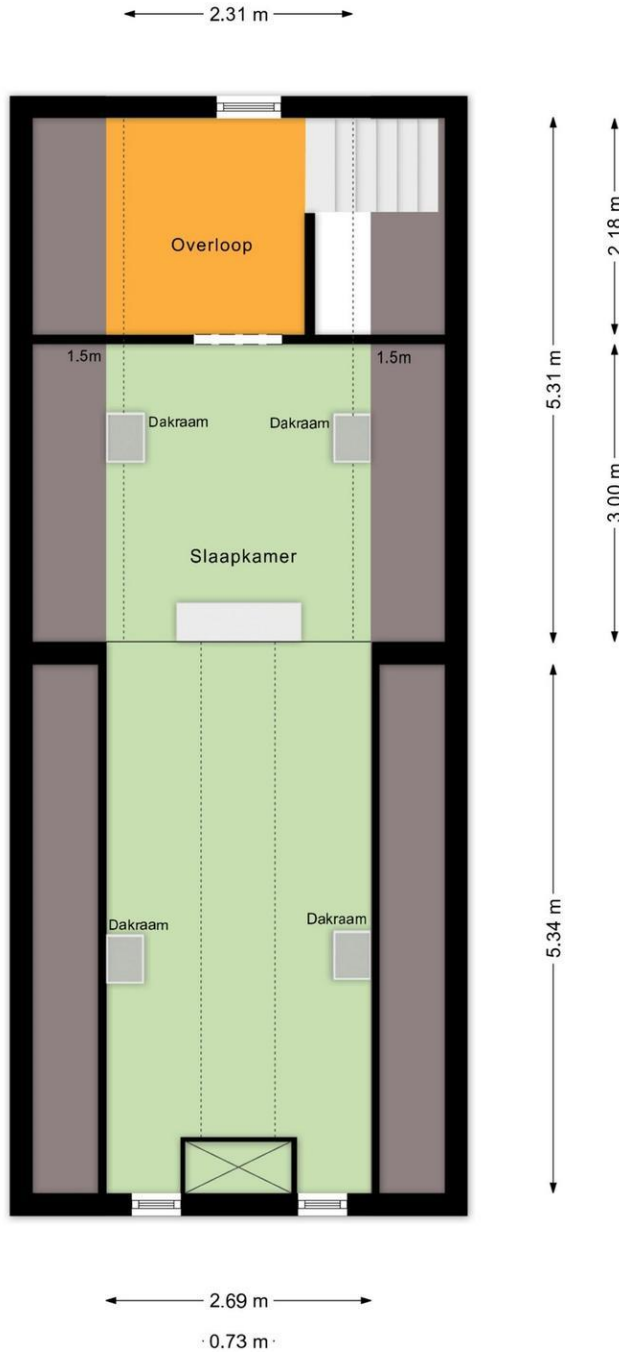 2.31 m
Overloop
2.18 m
1.5m
1.5m
5.31 m
Dakraam
Dakraam
3.00 m
Slaapkamer
Dakraam
Dakraam
5.34 m
2.69 m
0.73 m